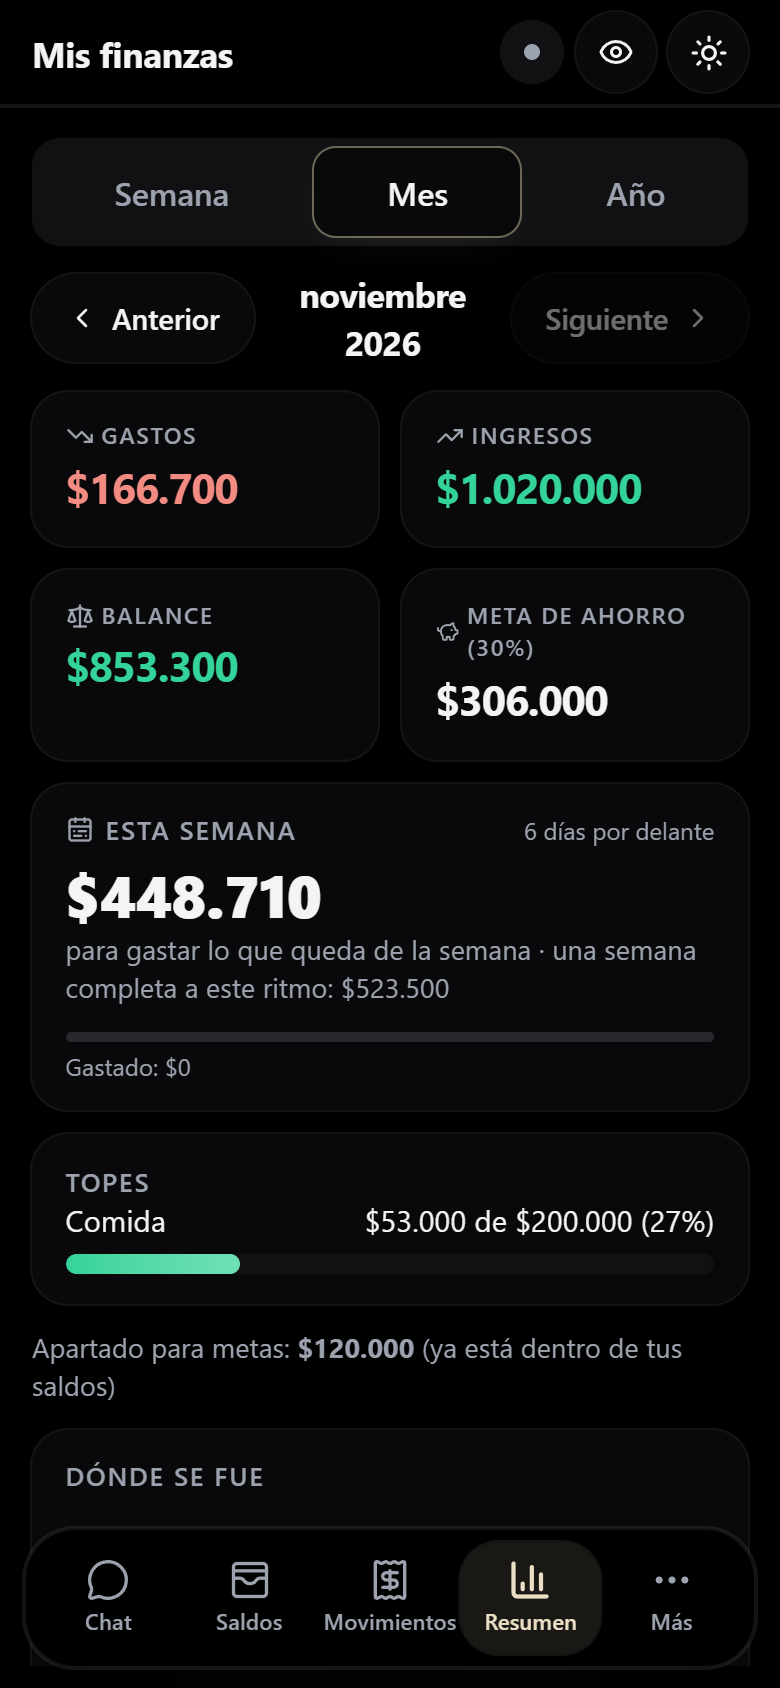 Mis finanzas
Semana
Mes
Año
Anterior
noviembre
2026
Siguiente
GASTOS
$166.700
INGRESOS
$1.020.000
BALANCE
$853.300
META DE AHORRO
(30%)
$306.000
ESTA SEMANA
6 días por delante
$448.710
para gastar lo que queda de la semana · una semana
completa a este ritmo: $523.500
Gastado: $0
TOPES
Comida
$53.000 de $200.000 (27%)
Apartado para metas: $120.000 (ya está dentro de tus
saldos)
DÓNDE SE FUE
Chat
Saldos
Movimientos
Resumen
Más